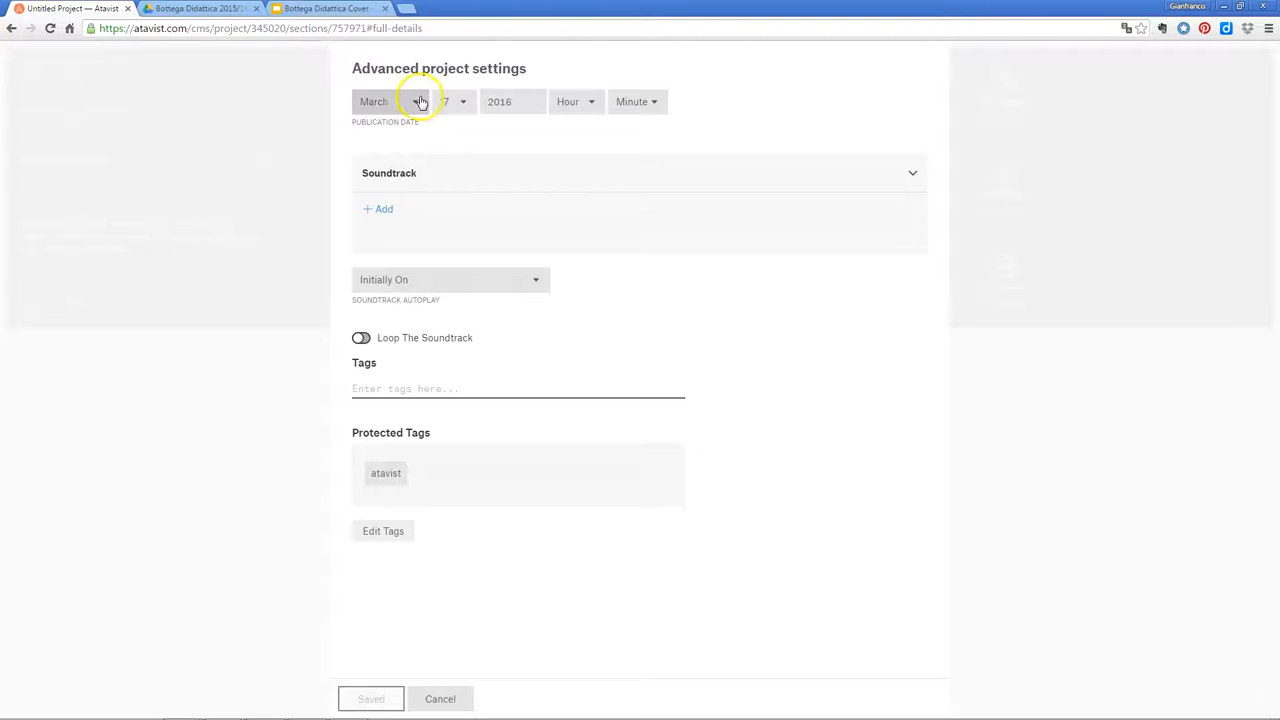 Untitled Project — Atavist
Bottega Didattica 2015/1
Bottega Didattica Cover
Gianfranco
https://atavist.com/cms/project/345020/sections/757971#full-details
Advanced project settings
March 7 2016 Hour Minute
PUBLICATION DATE
Soundtrack
+ Add
Initially On
SOUNDTRACK AUTOPLAY
Loop The Soundtrack
Tags
Enter tags here...
Protected Tags
atavist
Edit Tags
Saved Cancel